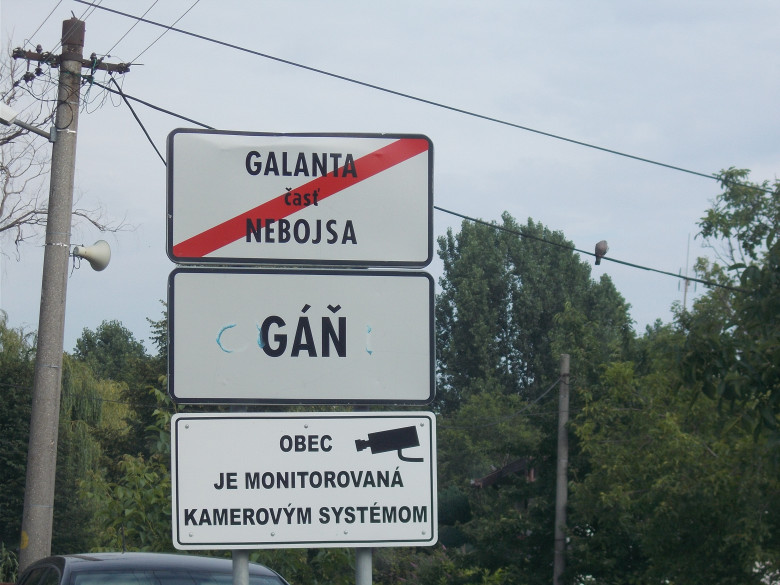 GALANTA
časť
NEBOJSA
GÁŇ
OBEC
JE MONITOROVANÁ
KAMEROVÝM SYSTÉMOM